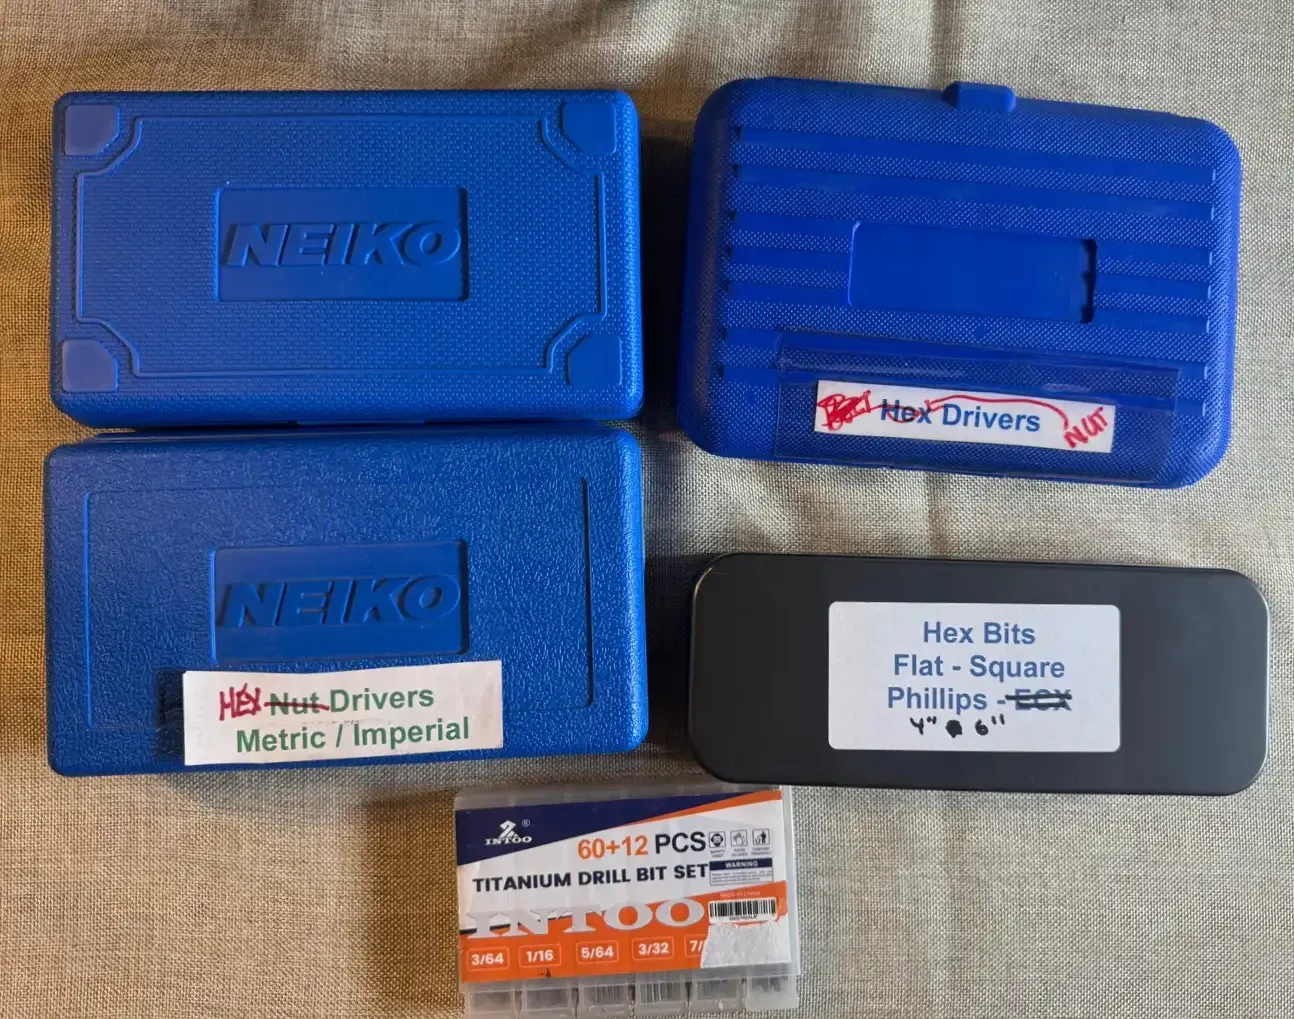 NEIKO
NEIKO
HEX Nut Drivers
Metric / Imperial
Hex Drivers
NUT
Hex Bits
Flat - Square
Phillips - ECX
4" 6"
INTOO ®
60+12 PCS
TITANIUM DRILL BIT SET
WARNING
INTOO
3/64 1/16 5/64 3/32 7/